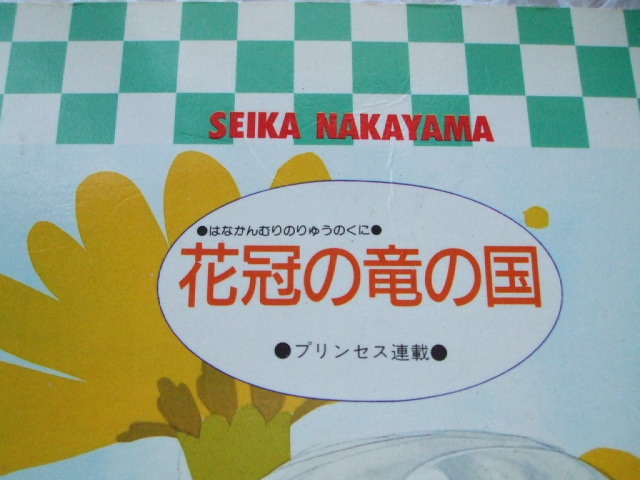 SEIKA NAKAYAMA
●はなかんむりのりゅうのくに●
花冠の竜の国
●プリンセス連載●